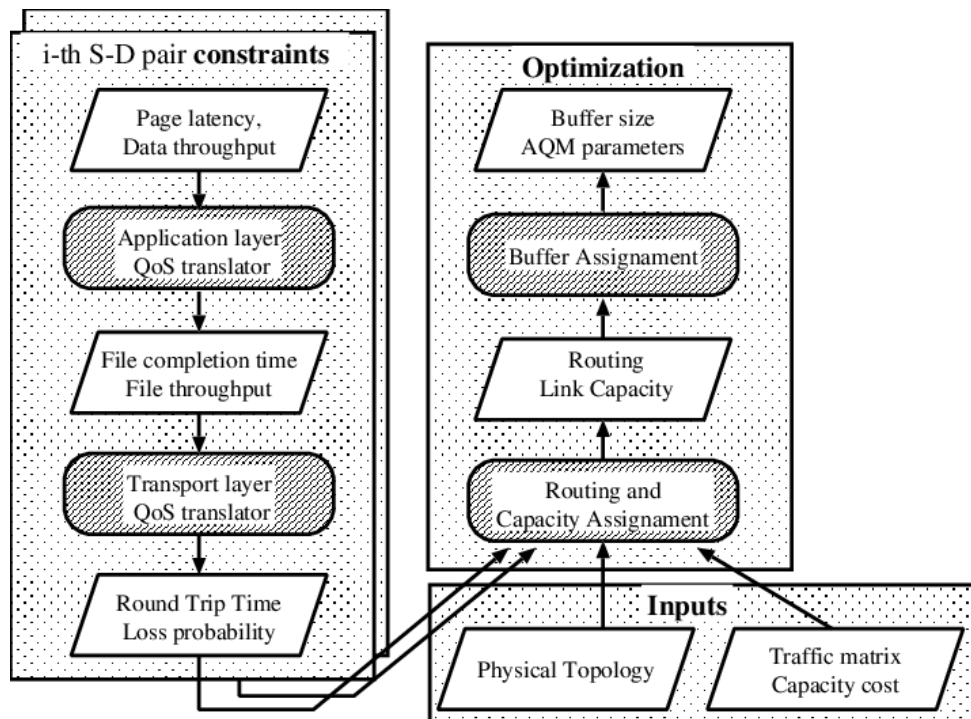 i-th S-D pair constraints
Page latency,
Data throughput
Application layer
QoS translator
File completion time
File throughput
Transport layer
QoS translator
Round Trip Time
Loss probability
Optimization
Buffer size
AQM parameters
Buffer Assignament
Routing
Link Capacity
Routing and
Capacity Assignament
Inputs
Physical Topology
Traffic matrix
Capacity cost